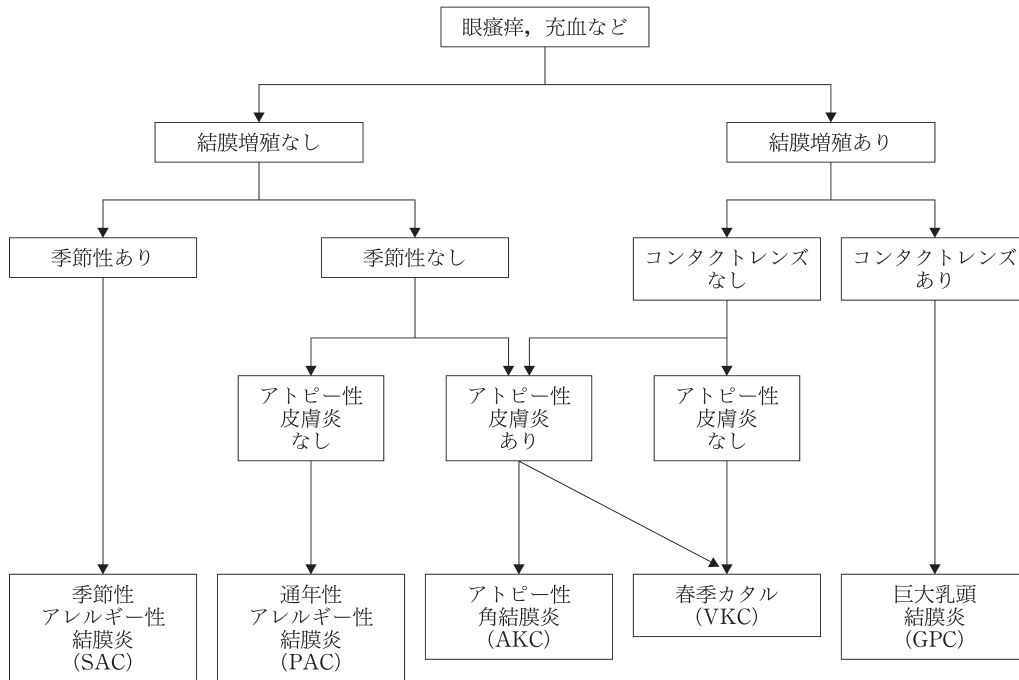 眼瘙痒，充血など
結膜増殖なし
結膜増殖あり
季節性あり
季節性なし
コンタクトレンズ
なし
コンタクトレンズ
あり
アトピー性
皮膚炎
なし
アトピー性
皮膚炎
あり
アトピー性
皮膚炎
なし
季節性
アレルギー性
結膜炎
（SAC）
通年性
アレルギー性
結膜炎
（PAC）
アトピー性
角結膜炎
（AKC）
春季カタル
（VKC）
巨大乳頭
結膜炎
（GPC）